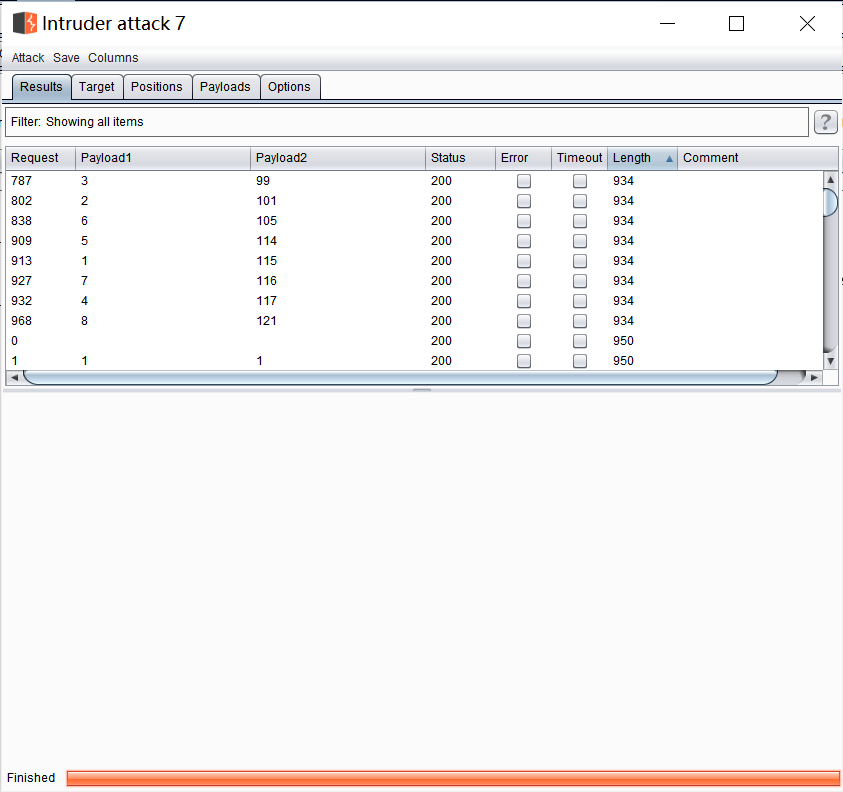 Intruder attack 7
Attack Save Columns
Results Target Positions Payloads Options
Filter: Showing all items ?
Request Payload1 Payload2 Status Error Timeout Length Comment
787 3 99 200 934
802 2 101 200 934
838 6 105 200 934
909 5 114 200 934
913 1 115 200 934
927 7 116 200 934
932 4 117 200 934
968 8 121 200 934
0 200 950
1 1 1 200 950
Finished